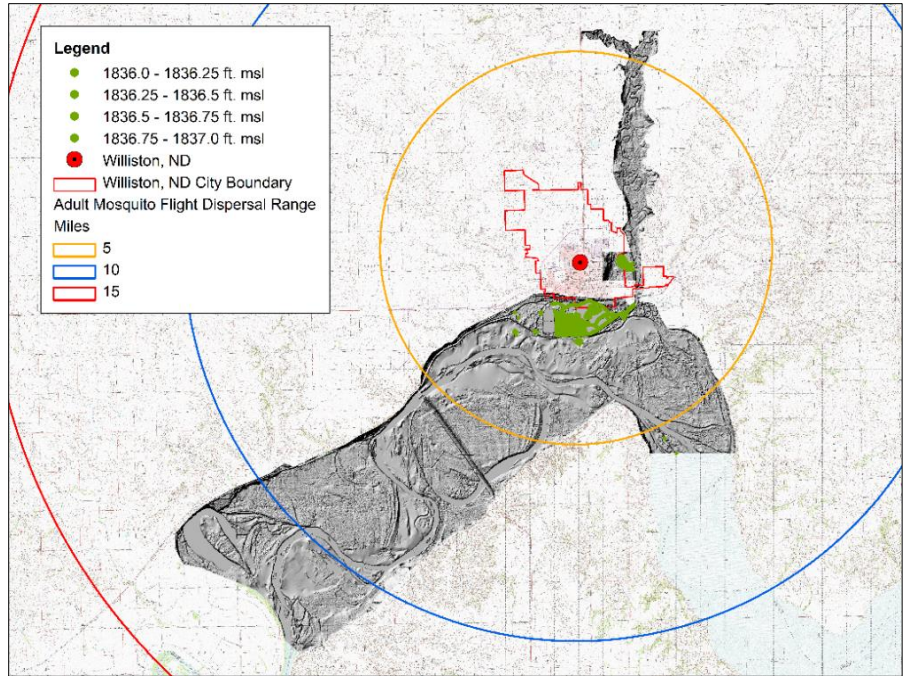 Legend
1836.0 - 1836.25 ft. msl
1836.25 - 1836.5 ft. msl
1836.5 - 1836.75 ft. msl
1836.75 - 1837.0 ft. msl
Williston, ND
Williston, ND City Boundary
Adult Mosquito Flight Dispersal Range
Miles
5
10
15